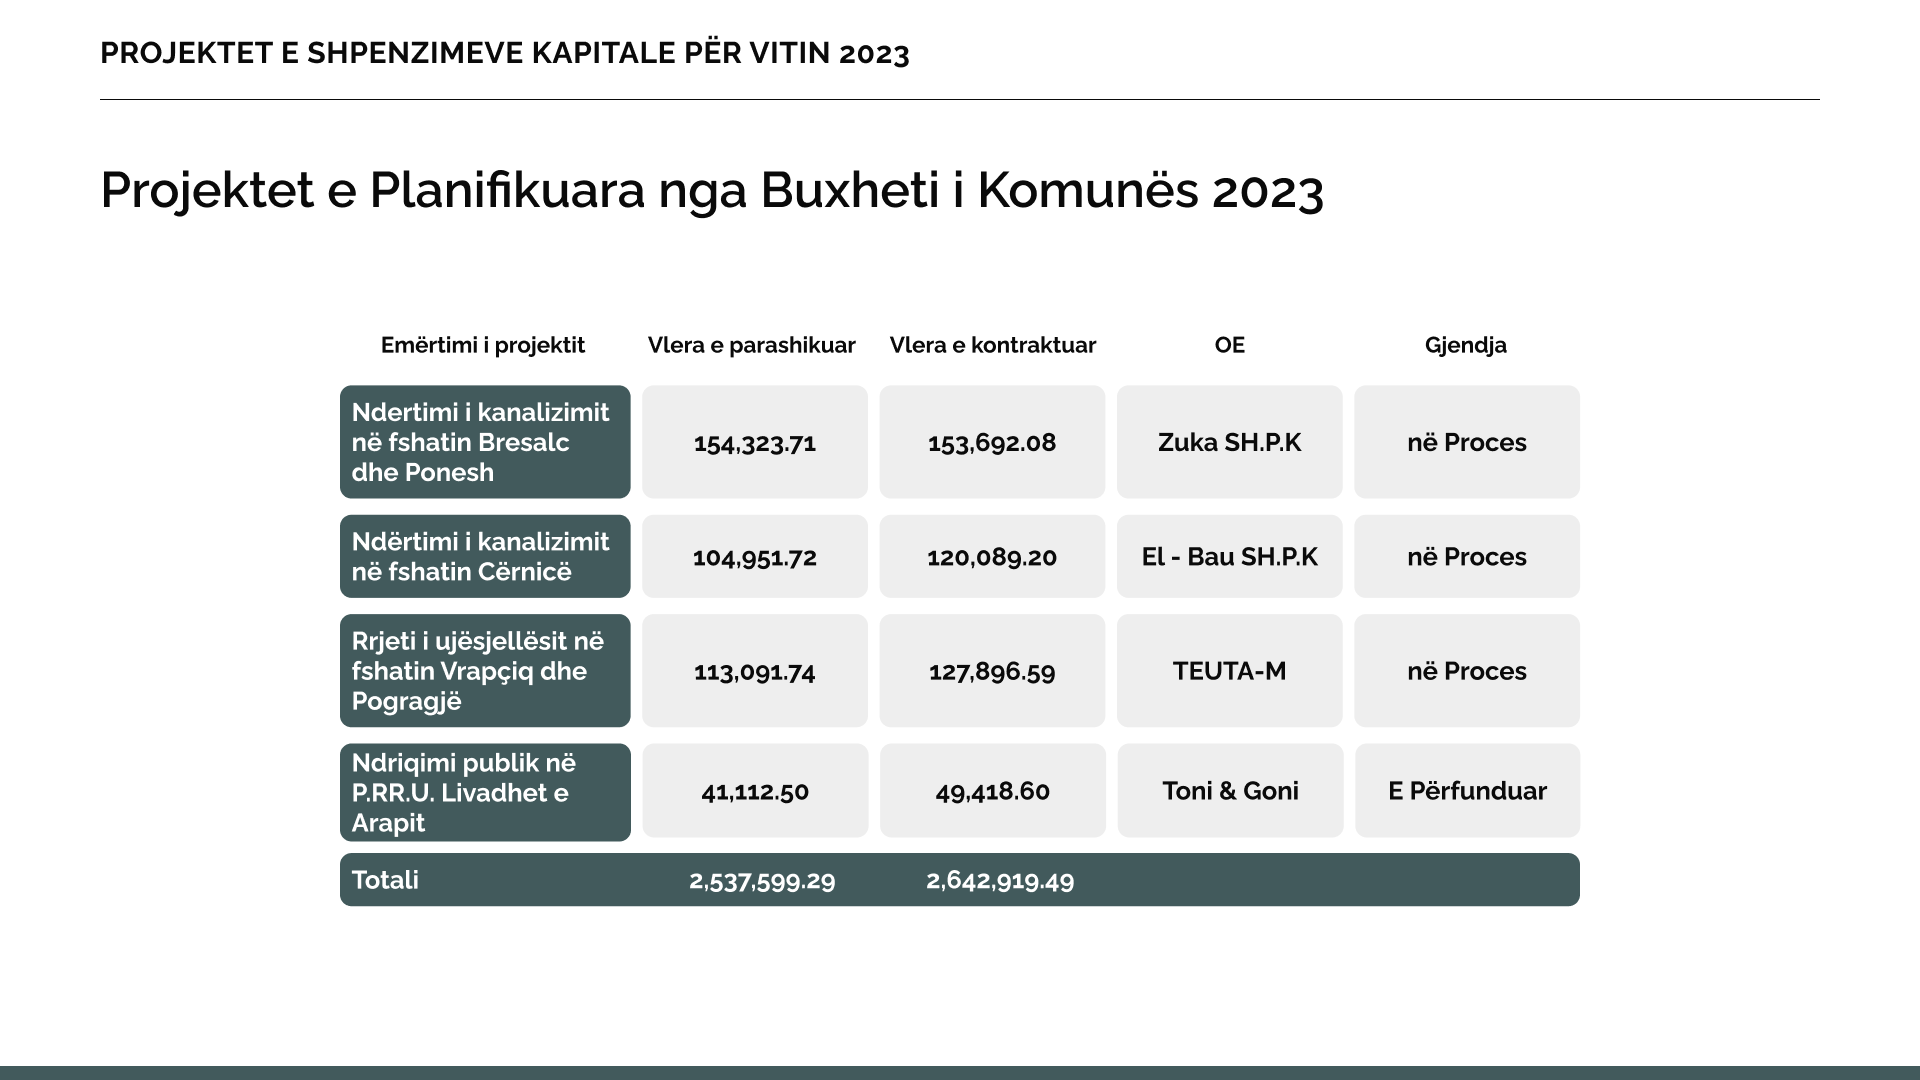 PROJEKTET E SHPENZIMEVE KAPITALE PËR VITIN 2023
Projektet e Planifikuara nga Buxheti i Komunës 2023
Emërtimi i projektit Vlera e parashikuar Vlera e kontraktuar OE Gjendja
Ndertimi i kanalizimit
në fshatin Bresalc
dhe Ponesh
154,323.71 153,692.08 Zuka SH.P.K në Proces
Ndërtimi i kanalizimit
në fshatin Cërnicë
104,951.72 120,089.20 El - Bau SH.P.K në Proces
Rrjeti i ujësjellësit në
fshatin Vrapçiq dhe
Pogragjë
113,091.74 127,896.59 TEUTA-M në Proces
Ndriqimi publik në
P.RR.U. Livadhet e
Arapit
41,112.50 49,418.60 Toni & Goni E Përfunduar
Totali 2,537,599.29 2,642,919.49